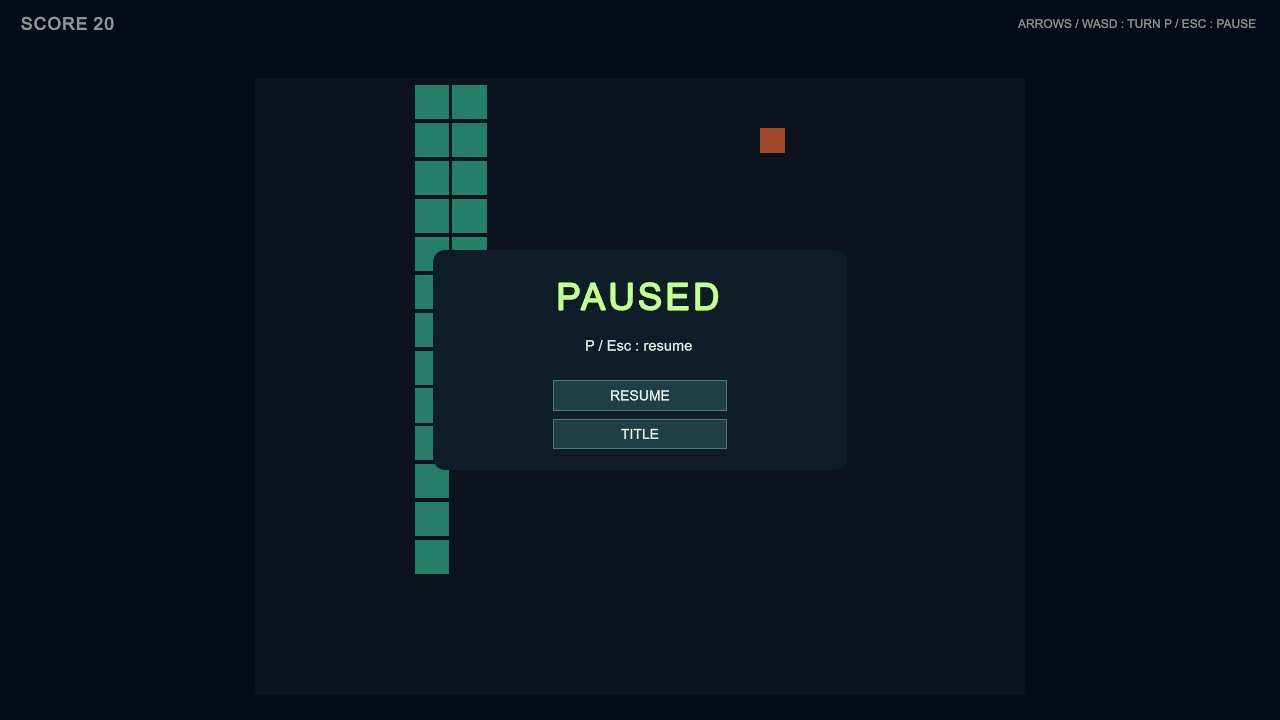 SCORE 20
ARROWS / WASD : TURN P / ESC : PAUSE
PAUSED
P / Esc : resume
RESUME
TITLE